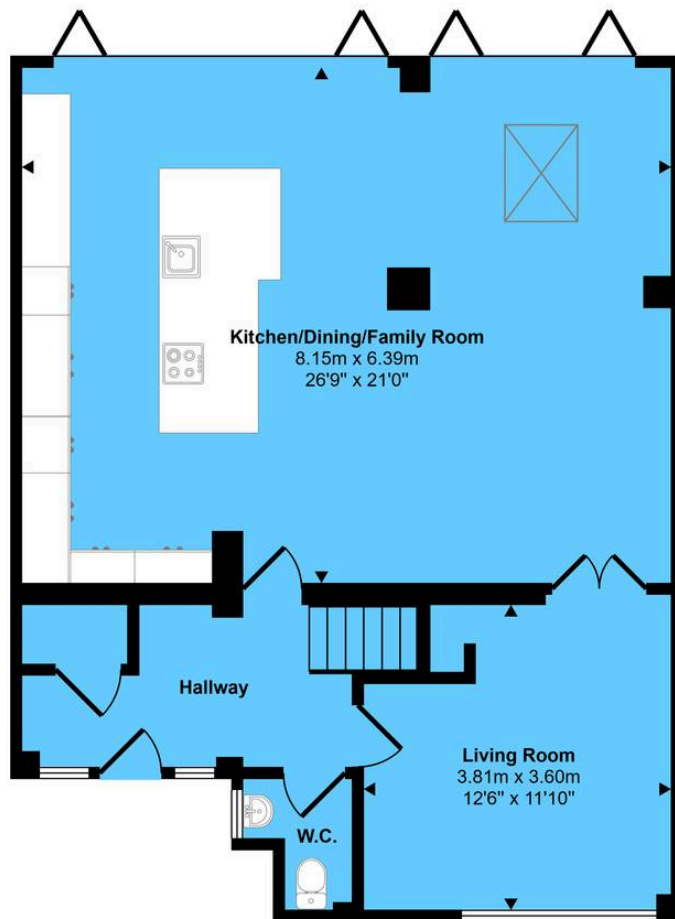 Kitchen/Dining/Family Room
8.15m x 6.39m
26'9" x 21'0"
Hallway
Living Room
3.81m x 3.60m
12'6" x 11'10"
W.C.